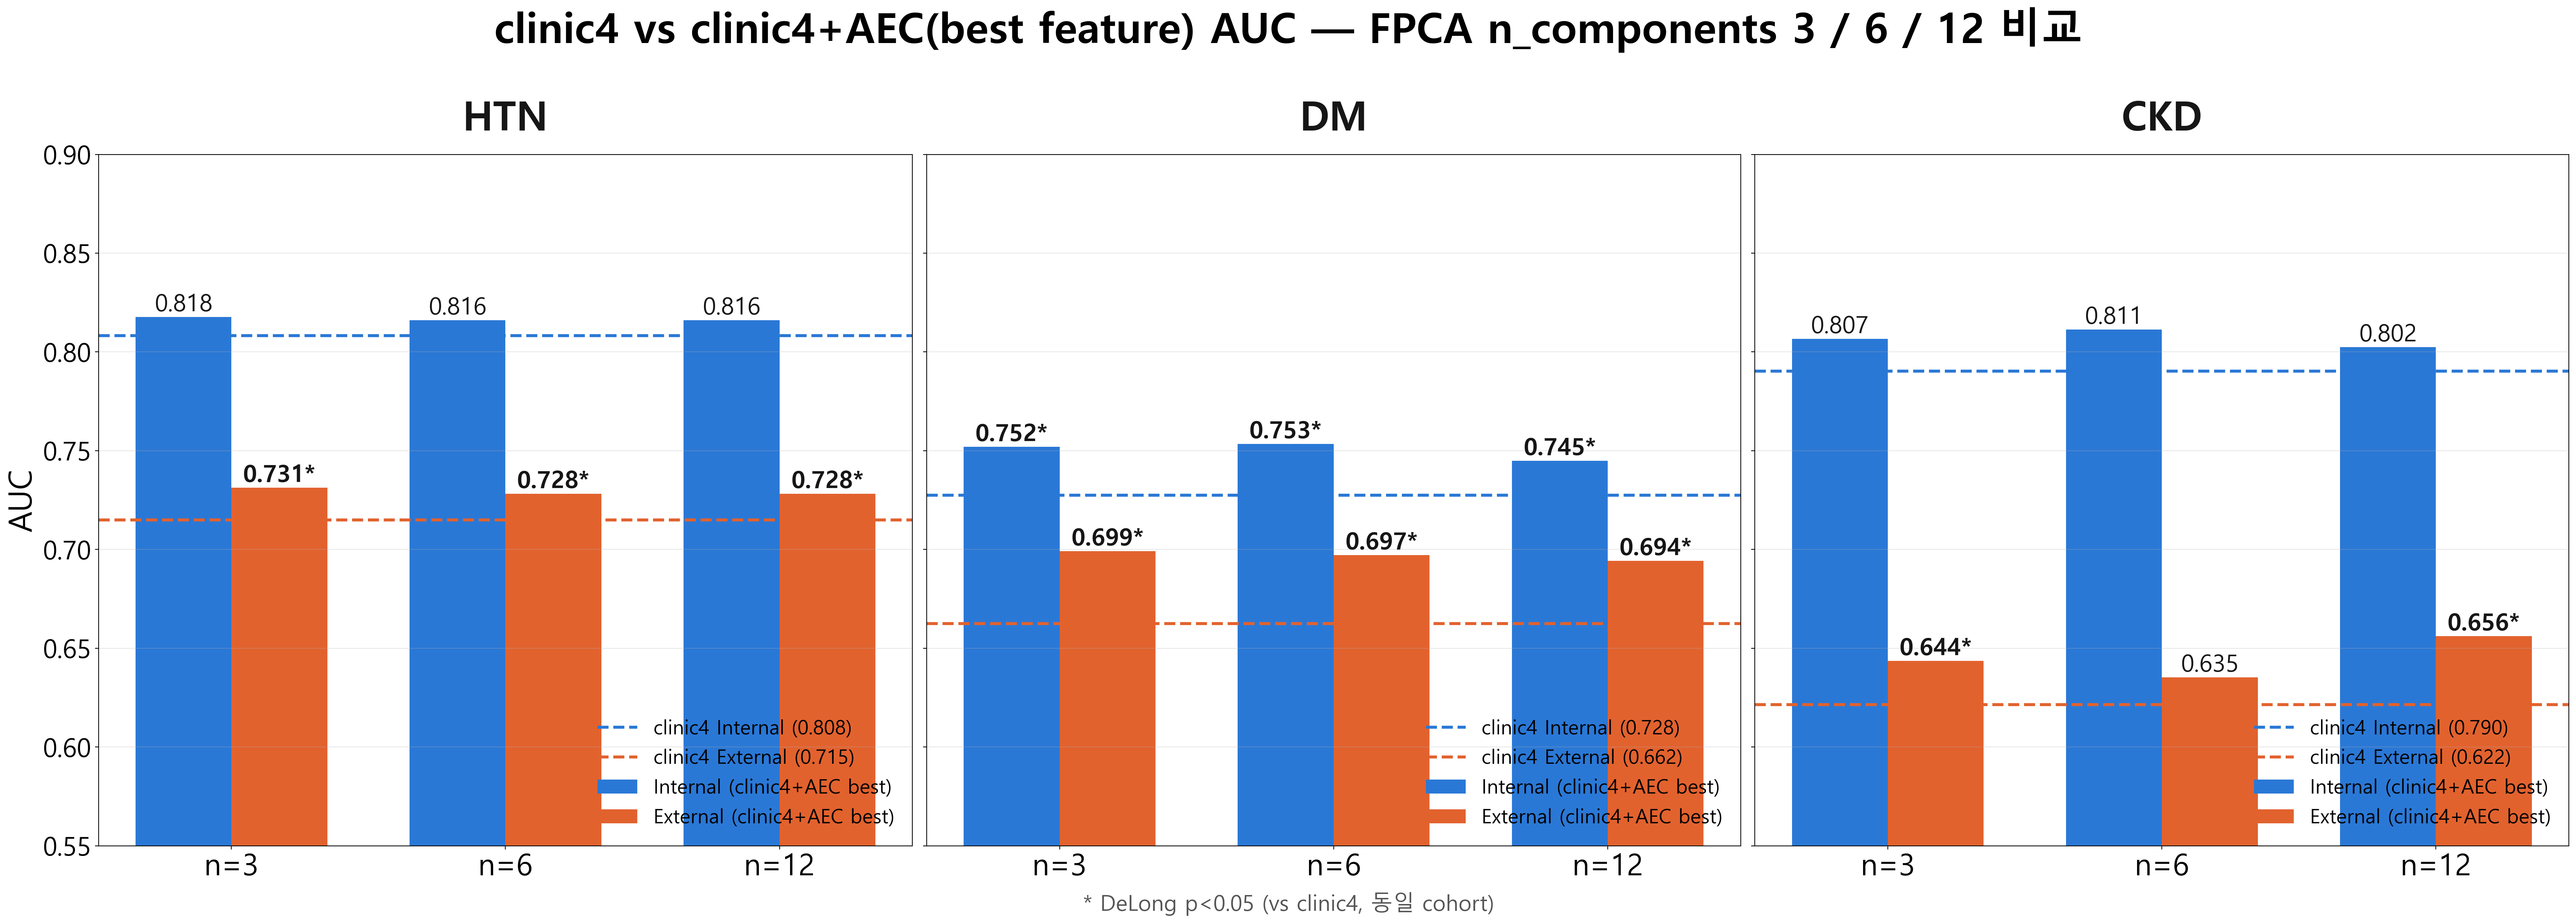 clinic4 vs clinic4+AEC(best feature) AUC — FPCA n_components 3 / 6 / 12 비교
HTN
DM
CKD
AUC
0.90
0.85
0.80
0.75
0.70
0.65
0.60
0.55
0.818
0.731*
0.816
0.728*
0.816
0.728*
clinic4 Internal (0.808)
clinic4 External (0.715)
Internal (clinic4+AEC best)
External (clinic4+AEC best)
n=3
n=6
n=12
0.752*
0.699*
0.753*
0.697*
0.745*
0.694*
clinic4 Internal (0.728)
clinic4 External (0.662)
Internal (clinic4+AEC best)
External (clinic4+AEC best)
n=3
n=6
n=12
0.807
0.644*
0.811
0.635
0.802
0.656*
clinic4 Internal (0.790)
clinic4 External (0.622)
Internal (clinic4+AEC best)
External (clinic4+AEC best)
n=3
n=6
n=12
* DeLong p<0.05 (vs clinic4, 동일 cohort)